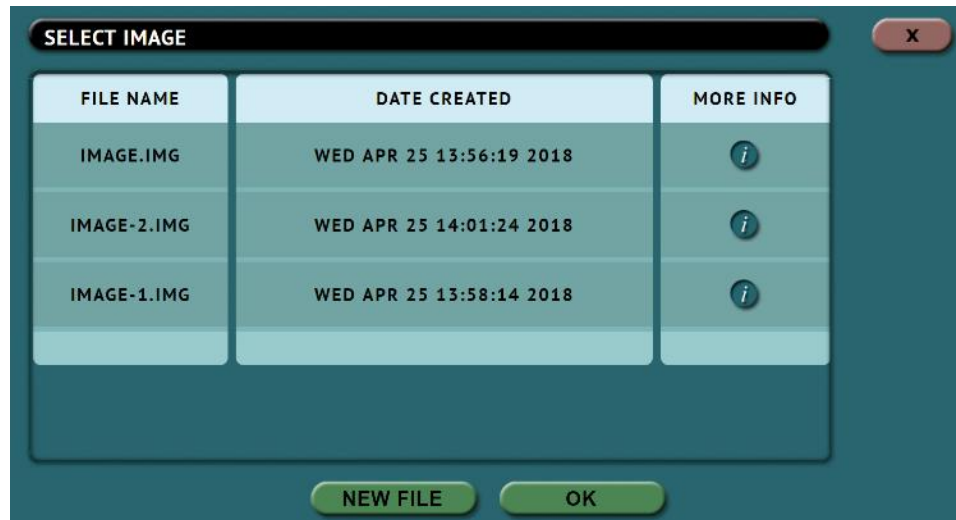 SELECT IMAGE X
FILE NAME DATE CREATED MORE INFO
IMAGE.IMG WED APR 25 13:56:19 2018 i
IMAGE-2.IMG WED APR 25 14:01:24 2018 i
IMAGE-1.IMG WED APR 25 13:58:14 2018 i
NEW FILE OK